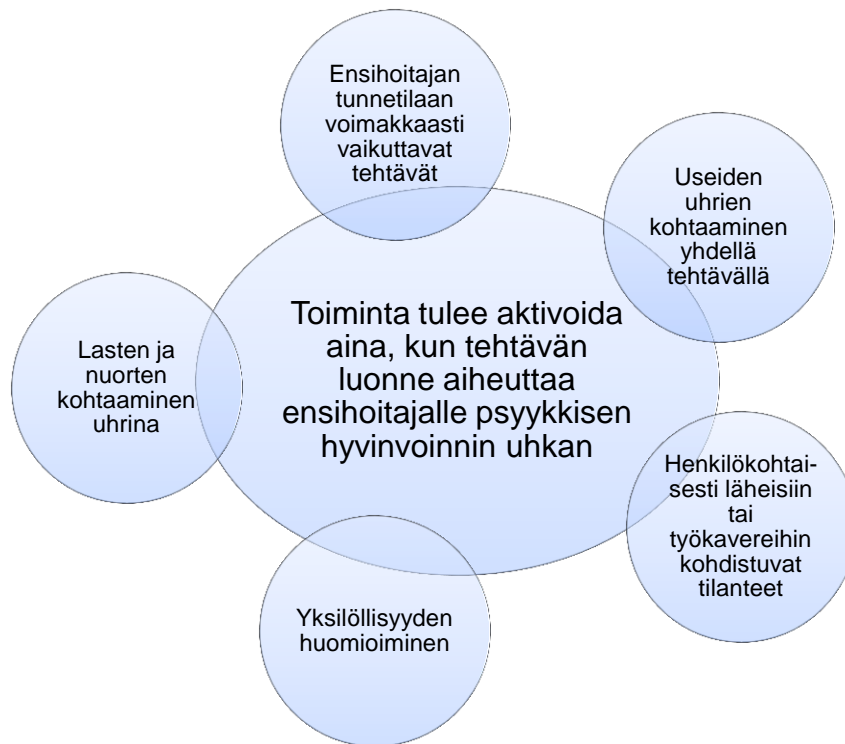 Ensihoitajan
tunnetilaan
voimakkaasti
vaikuttavat
tehtävät
Useiden
uhrien
kohtaaminen
yhdellä
tehtävällä
Toiminta tulee aktivoida
aina, kun tehtävän
luonne aiheuttaa
ensihoitajalle psyykkisen
hyvinvoinnin uhkan
Lasten ja
nuorten
kohtaaminen
uhrina
Henkilökohtai-
sesti läheisiin
tai
työkavereihin
kohdistuvat
tilanteet
Yksilöllisyyden
huomioiminen